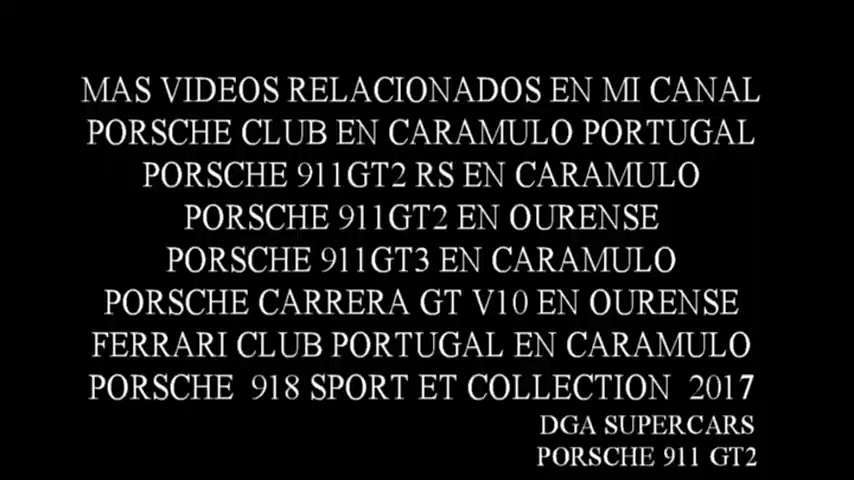 MAS VIDEOS RELACIONADOS EN MI CANAL
PORSCHE CLUB EN CARAMULO PORTUGAL
PORSCHE 911GT2 RS EN CARAMULO
PORSCHE 911GT2 EN OURENSE
PORSCHE 911GT3 EN CARAMULO
PORSCHE CARRERA GT V10 EN OURENSE
FERRARI CLUB PORTUGAL EN CARAMULO
PORSCHE 918 SPORT ET COLLECTION 2017
DGA SUPERCARS
PORSCHE 911 GT2